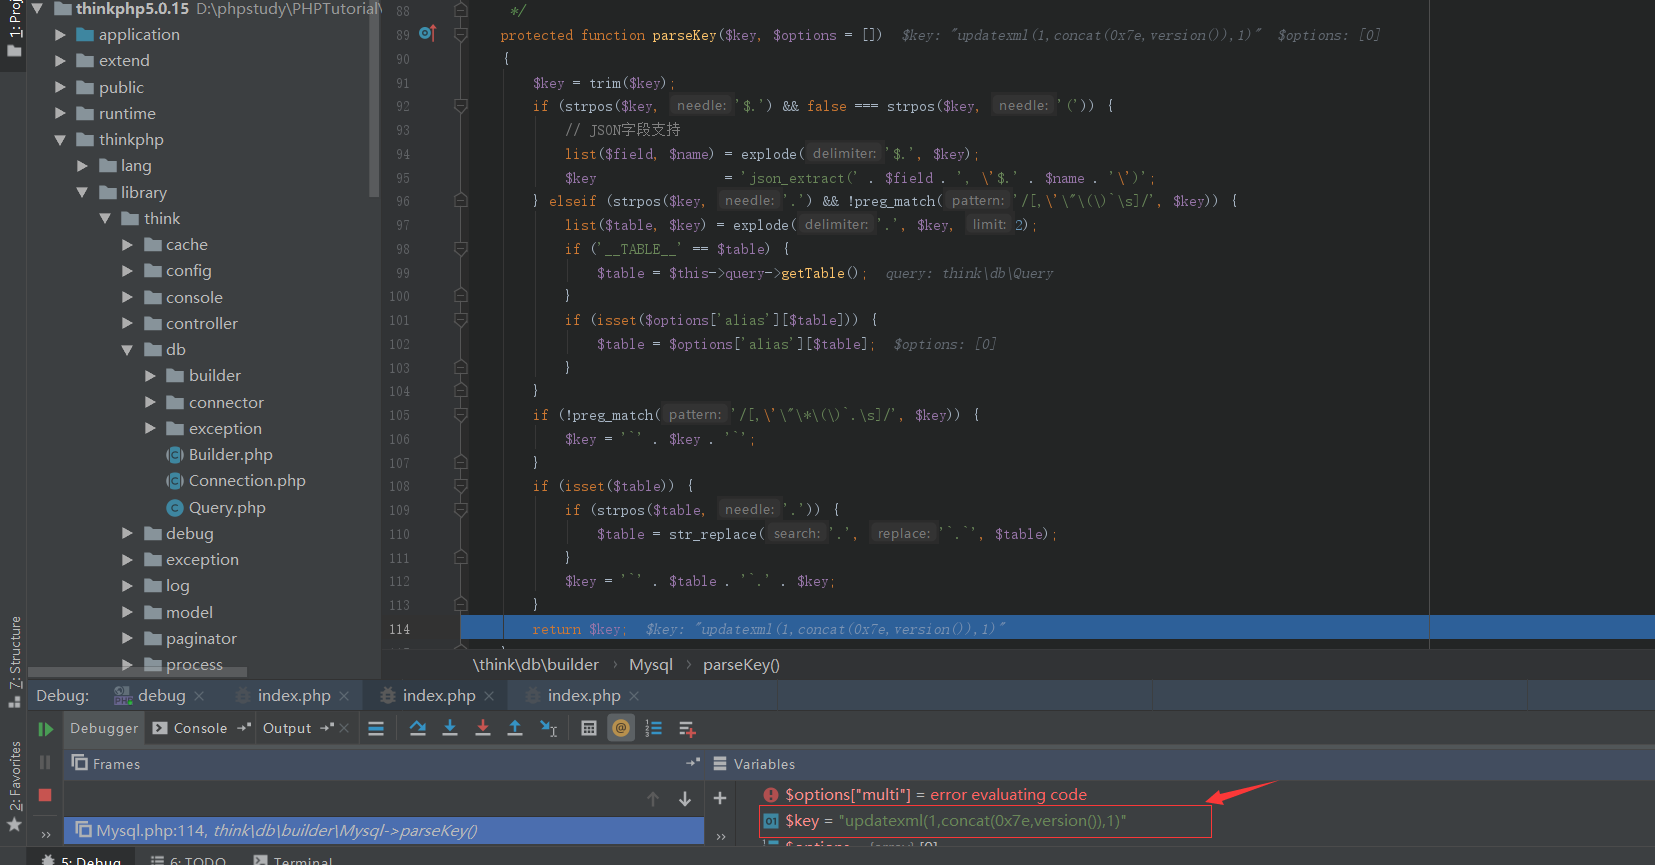 1: Proj
thinkphp5.0.15 D:\phpstudy\PHPTutorial\
application
extend
public
runtime
thinkphp
lang
library
think
cache
config
console
controller
db
builder
connector
exception
Builder.php
Connection.php
Query.php
debug
exception
log
model
paginator
process
88 */
89 protected function parseKey($key, $options = []) $key: "updatexml(1,concat(0x7e,version()),1)" $options: [0]
90 {
91 $key = trim($key);
92 if (strpos($key, needle: '$.') && false === strpos($key, needle: '(')) {
93 // JSON字段支持
94 list($field, $name) = explode( delimiter: '$.', $key);
95 $key = 'json_extract(' . $field . ', \'$.' . $name . '\')';
96 } elseif (strpos($key, needle: '.') && !preg_match( pattern: '/[,\'\"\(\)`\s]/', $key)) {
97 list($table, $key) = explode( delimiter: '.', $key, limit: 2);
98 if ('__TABLE__' == $table) {
99 $table = $this->query->getTable(); query: think\db\Query
100 }
101 if (isset($options['alias'][$table])) {
102 $table = $options['alias'][$table]; $options: [0]
103 }
104 }
105 if (!preg_match( pattern: '/[,\'\"\*\(\)`.\s]/', $key)) {
106 $key = '`' . $key . '`';
107 }
108 if (isset($table)) {
109 if (strpos($table, needle: '.')) {
110 $table = str_replace( search: '.', replace: '`.`', $table);
111 }
112 $key = '`' . $table . '`.' . $key;
113 }
114 return $key; $key: "updatexml(1,concat(0x7e,version()),1)"
\think\db\builder › Mysql › parseKey()
7: Structure
2: Favorites
Debug: debug index.php index.php index.php
Debugger Console Output
Frames
Variables
$options["multi"] = error evaluating code
$key = "updatexml(1,concat(0x7e,version()),1)"
$options = {array} [0]
Mysql.php:114, think\db\builder\Mysql->parseKey()
5: Debug 6: TODO Terminal